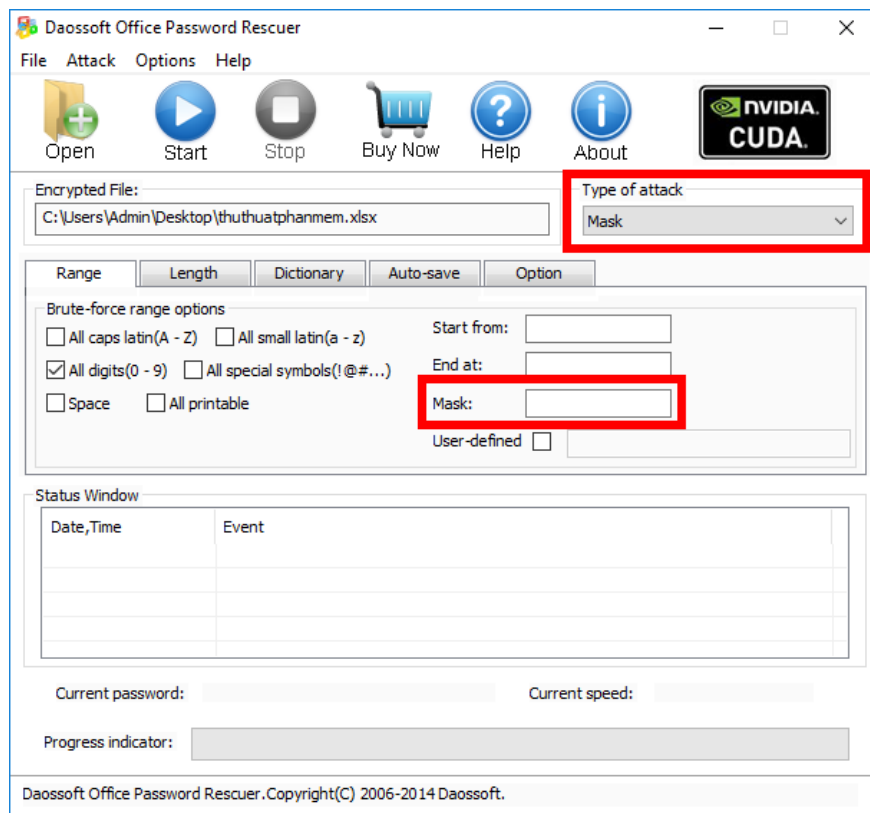 Daossoft Office Password Rescuer
File Attack Options Help
Open Start Stop Buy Now Help About
NVIDIA.
CUDA.
Encrypted File: Type of attack
C:\Users\Admin\Desktop\thuthuatphanmem.xlsx Mask
Range Length Dictionary Auto-save Option
Brute-force range options
All caps latin(A - Z) All small latin(a - z) Start from:
All digits(0 - 9) All special symbols(!@#...) End at:
Space All printable Mask:
User-defined
Status Window
Date,Time Event
Current password: Current speed:
Progress indicator:
Daossoft Office Password Rescuer.Copyright(C) 2006-2014 Daossoft.